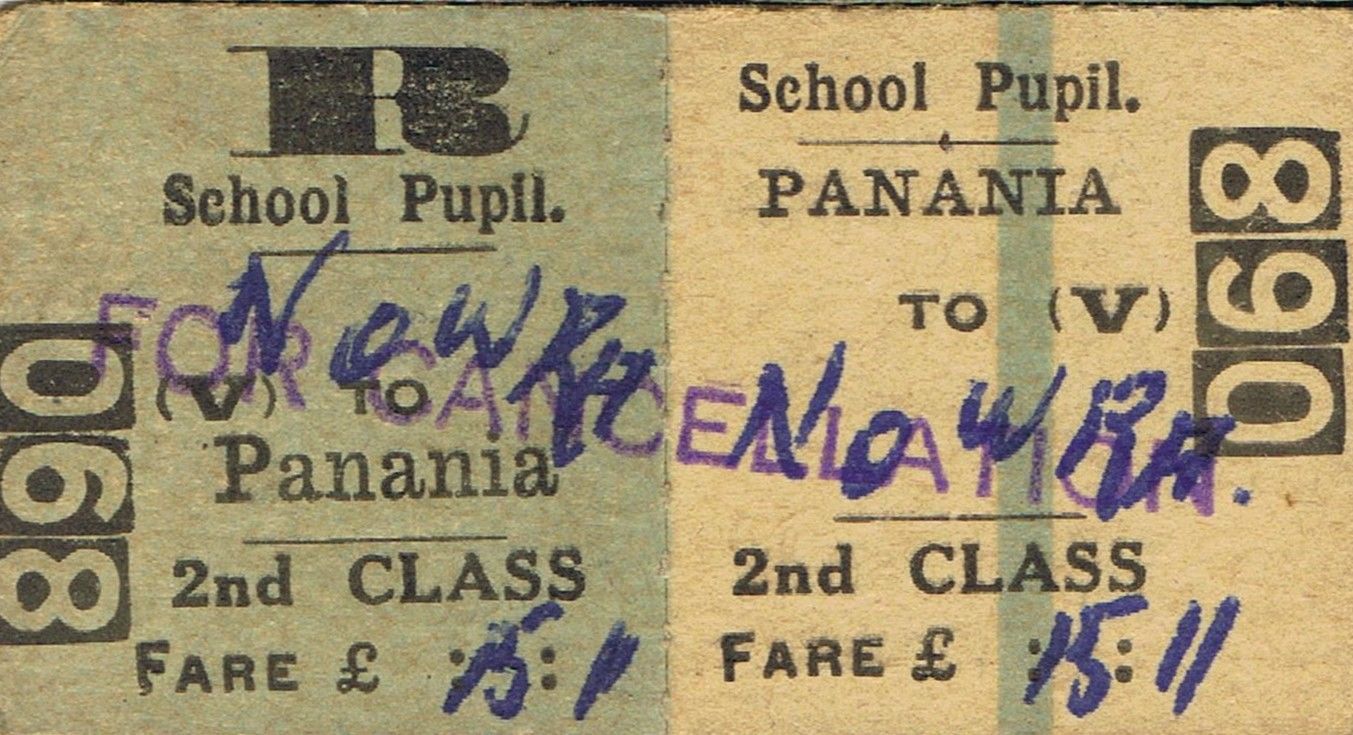 R
School Pupil.
NOWRA
(V) TO
Panania
2nd CLASS
FARE £ :15: 11
068
School Pupil.
PANANIA
TO (V)
NOWRA.
2nd CLASS
FARE £ :15: 11
068
FOR CANCELLATION